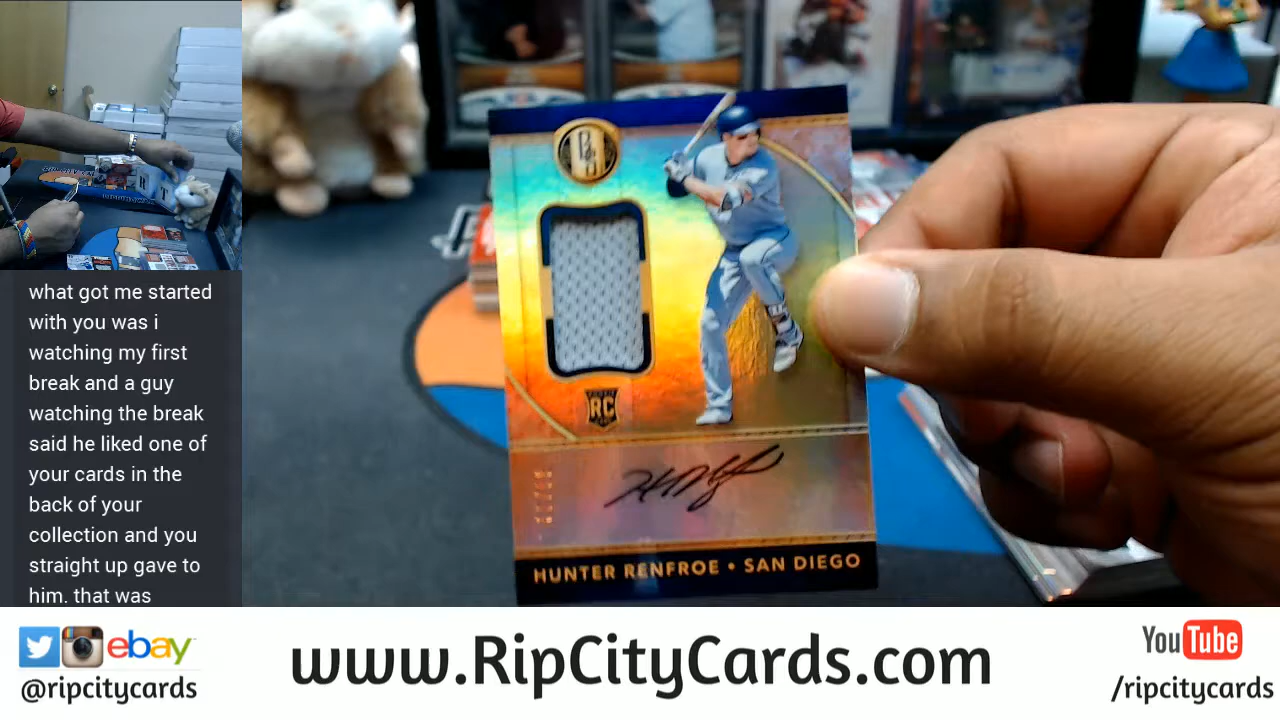 what got me started
with you was i
watching my first
break and a guy
watching the break
said he liked one of
your cards in the
back of your
collection and you
straight up gave to
him. that was
RC
HUNTER RENFROE • SAN DIEGO
ebay
@ripcitycards
www.RipCityCards.com
YouTube
/ripcitycards